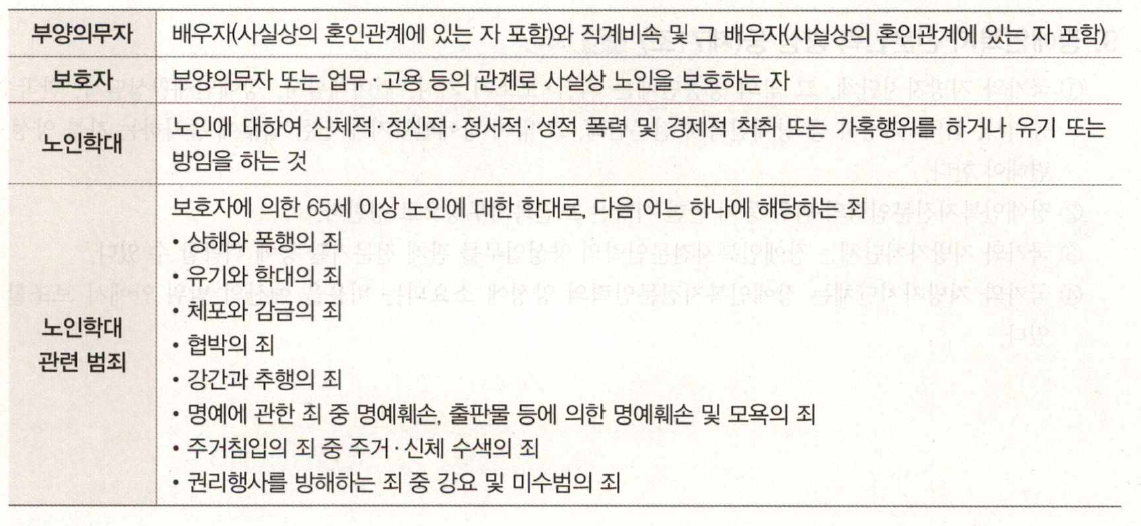 부양의무자 배우자(사실상의 혼인관계에 있는 자 포함)와 직계비속 및 그 배우자(사실상의 혼인관계에 있는 자 포함)
보호자 부양의무자 또는 업무·고용 등의 관계로 사실상 노인을 보호하는 자
노인학대 노인에 대하여 신체적·정신적·정서적·성적 폭력 및 경제적 착취 또는 가혹행위를 하거나 유기 또는
방임을 하는 것
노인학대
관련 범죄
보호자에 의한 65세 이상 노인에 대한 학대로, 다음 어느 하나에 해당하는 죄
• 상해와 폭행의 죄
• 유기와 학대의 죄
• 체포와 감금의 죄
• 협박의 죄
• 강간과 추행의 죄
• 명예에 관한 죄 중 명예훼손, 출판물 등에 의한 명예훼손 및 모욕의 죄
• 주거침입의 죄 중 주거·신체 수색의 죄
• 권리행사를 방해하는 죄 중 강요 및 미수범의 죄